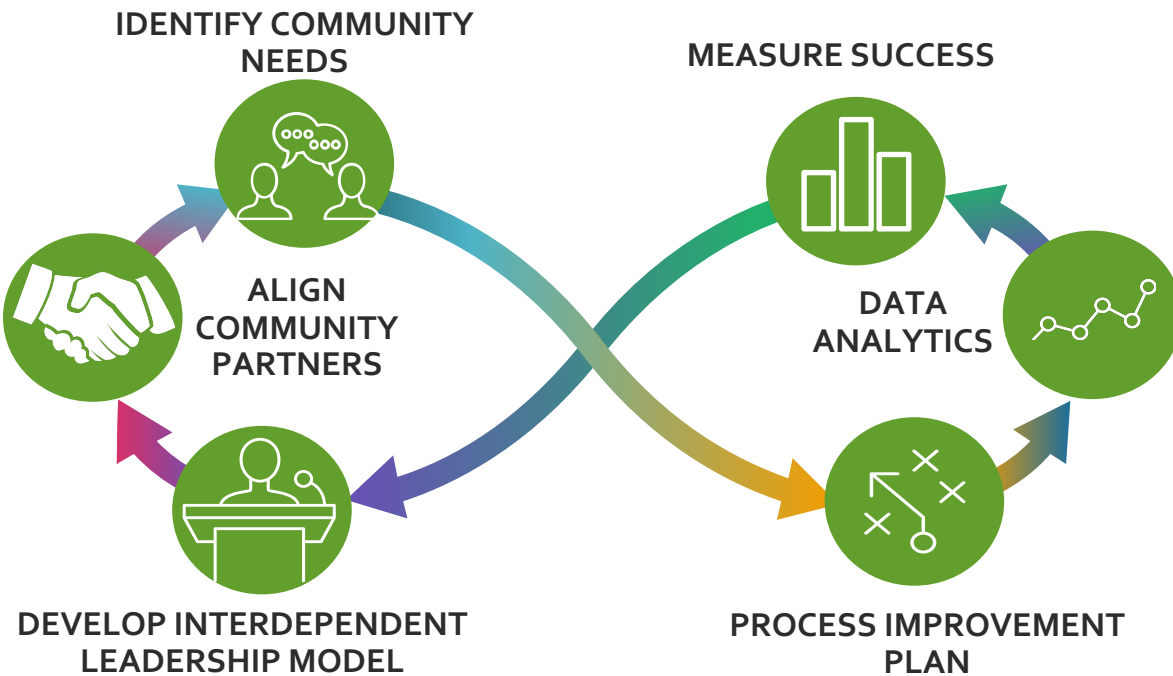 IDENTIFY COMMUNITY
NEEDS
MEASURE SUCCESS
ALIGN
COMMUNITY
PARTNERS
DATA
ANALYTICS
DEVELOP INTERDEPENDENT
LEADERSHIP MODEL
PROCESS IMPROVEMENT
PLAN